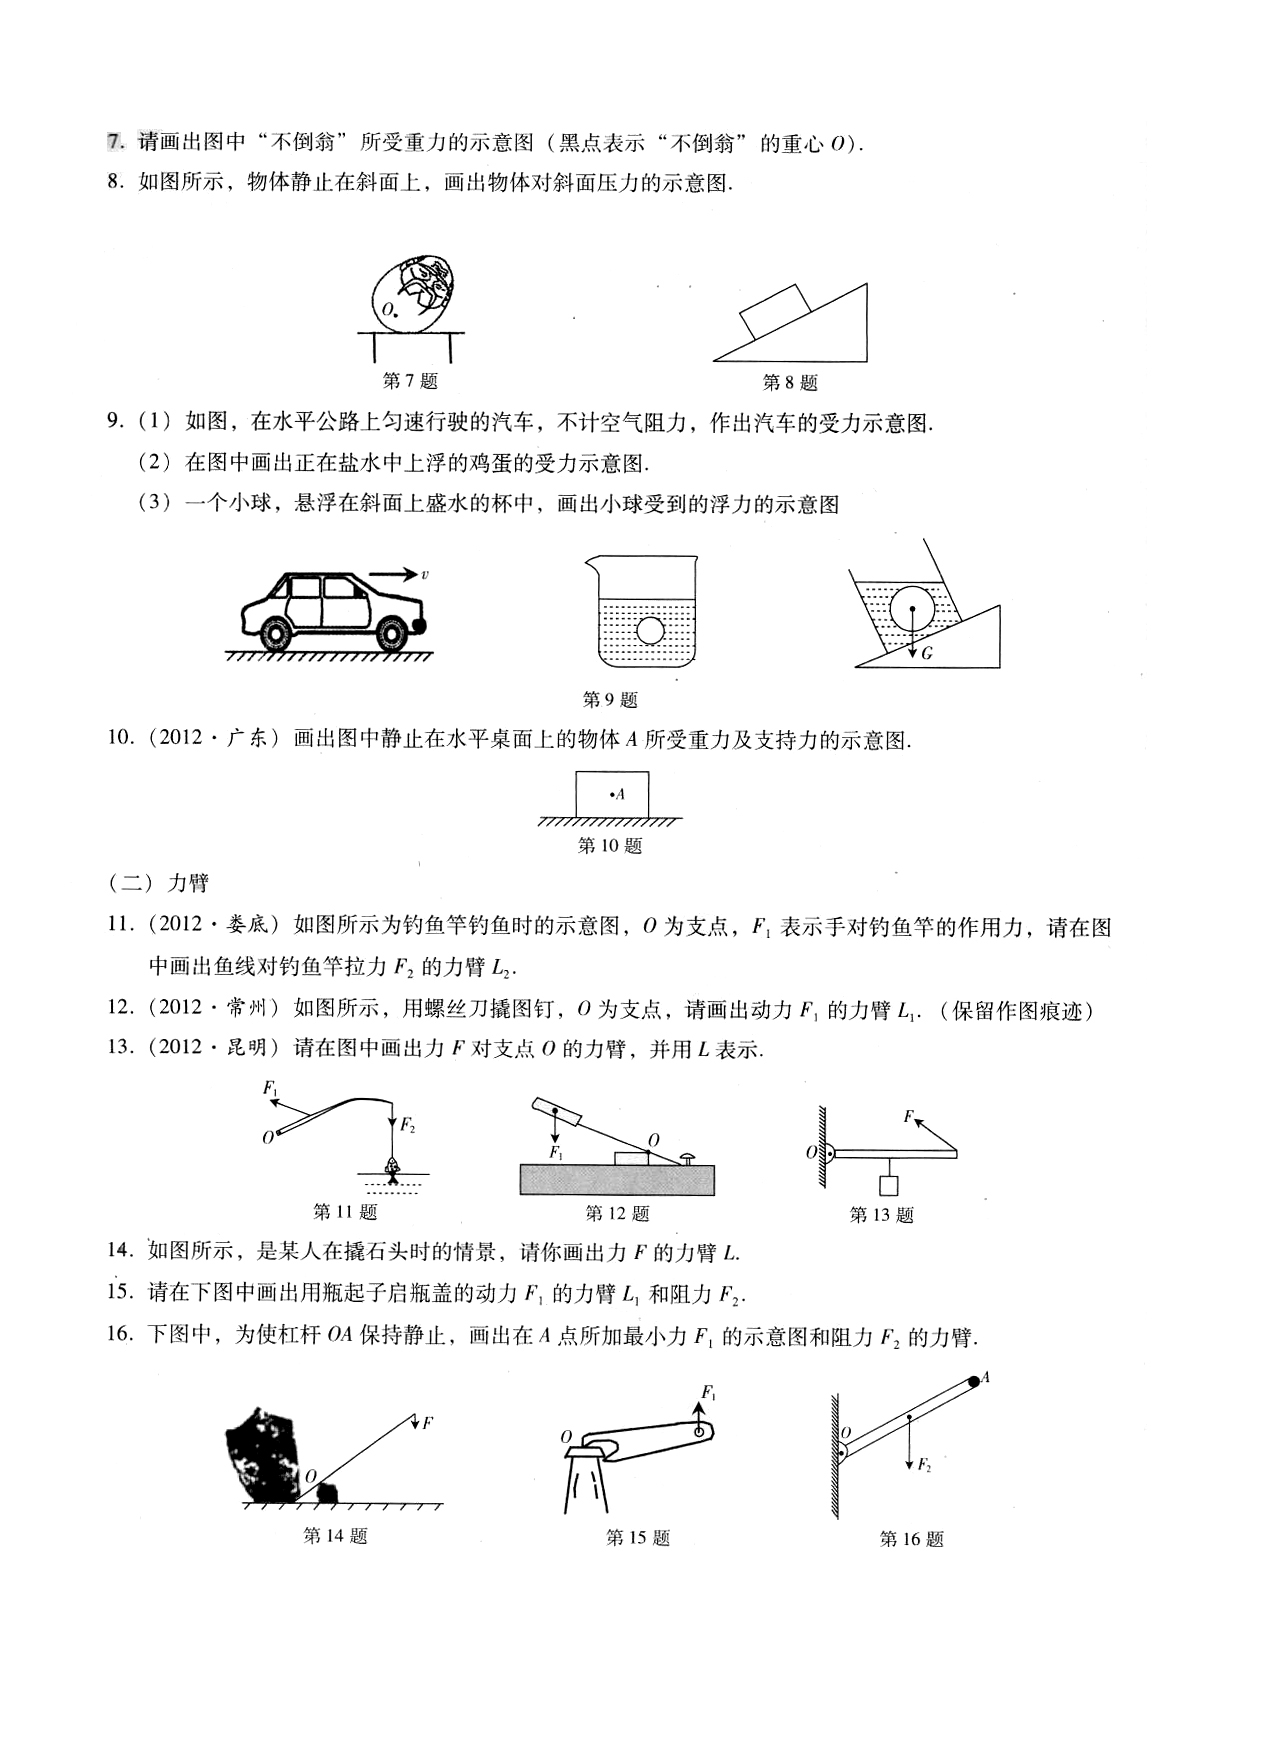 7. 请画出图中“不倒翁”所受重力的示意图（黑点表示“不倒翁”的重心 O）.
8. 如图所示，物体静止在斜面上，画出物体对斜面压力的示意图.
O
第 7 题
第 8 题
9.（1）如图，在水平公路上匀速行驶的汽车，不计空气阻力，作出汽车的受力示意图.
（2）在图中画出正在盐水中上浮的鸡蛋的受力示意图.
（3）一个小球，悬浮在斜面上盛水的杯中，画出小球受到的浮力的示意图
v
G
第 9 题
10.（2012·广东）画出图中静止在水平桌面上的物体 A 所受重力及支持力的示意图.
A
第 10 题
（二）力臂
11.（2012·娄底）如图所示为钓鱼竿钓鱼时的示意图，O 为支点，F₁ 表示手对钓鱼竿的作用力，请在图
中画出鱼线对钓鱼竿拉力 F₂ 的力臂 L₂.
12.（2012·常州）如图所示，用螺丝刀撬图钉，O 为支点，请画出动力 F₁ 的力臂 L₁.（保留作图痕迹）
13.（2012·昆明）请在图中画出力 F 对支点 O 的力臂，并用 L 表示.
F₁
O
F₂
F₁
O
F
O
第 11 题
第 12 题
第 13 题
14. 如图所示，是某人在撬石头时的情景，请你画出力 F 的力臂 L.
15. 请在下图中画出用瓶起子启瓶盖的动力 F₁ 的力臂 L₁ 和阻力 F₂.
16. 下图中，为使杠杆 OA 保持静止，画出在 A 点所加最小力 F₁ 的示意图和阻力 F₂ 的力臂.
O
F
O
F₁
O
A
F₂
第 14 题
第 15 题
第 16 题